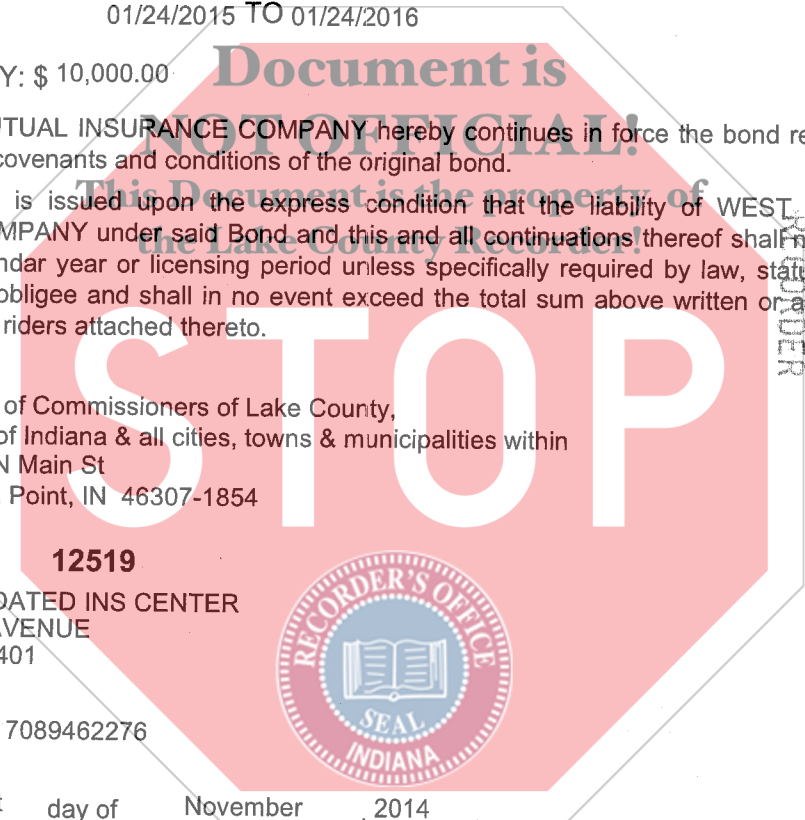 01/24/2015 TO 01/24/2016
Y: $ 10,000.00
Document is
NOT OFFICIAL!
This Document is the property of
the Lake County Recorder!
UTUAL INSURANCE COMPANY hereby continues in force the bond re
covenants and conditions of the original bond.
is issued upon the express condition that the liability of WEST
MPANY under said Bond and this and all continuations thereof shall n
ndar year or licensing period unless specifically required by law, statu
obligee and shall in no event exceed the total sum above written or a
riders attached thereto.
RECORDER
STOP
of Commissioners of Lake County,
of Indiana & all cities, towns & municipalities within
N Main St
Point, IN 46307-1854
12519
DATED INS CENTER
AVENUE
401
7089462276
RECORDER'S OFFICE
SEAL
INDIANA
day of November , 2014